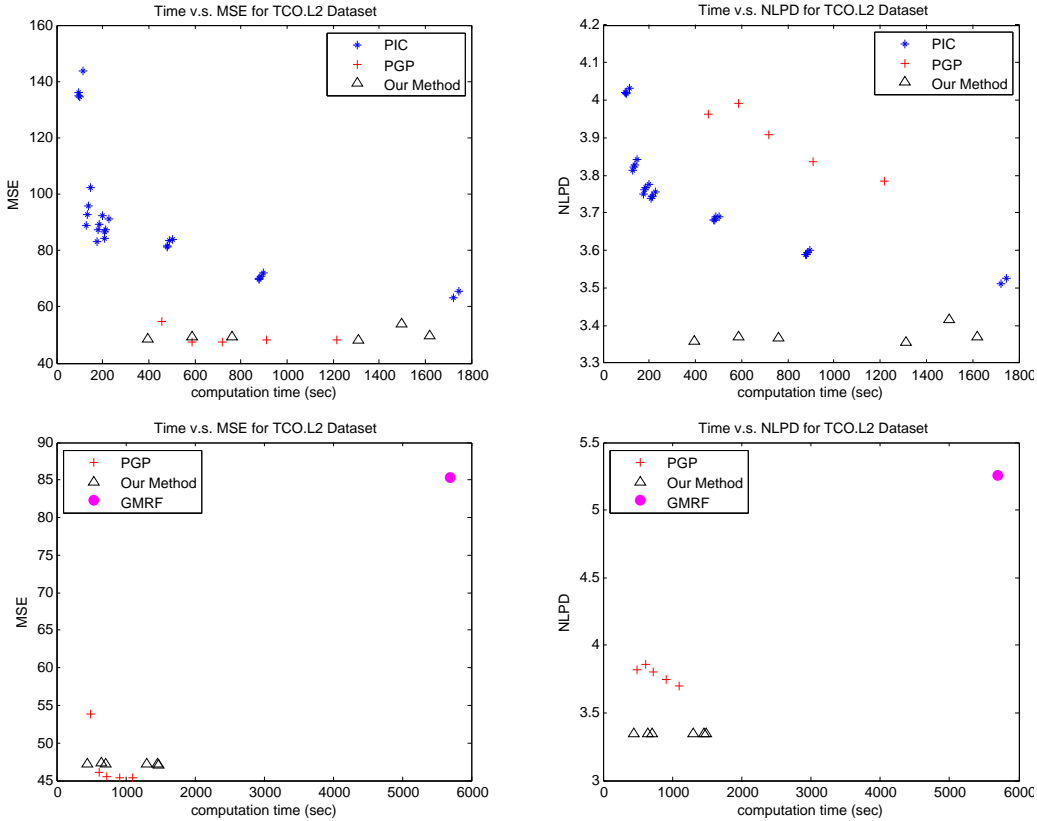 Time v.s. MSE for TCO.L2 Dataset
160
140
120
100
80
60
40
MSE
0 200 400 600 800 1000 1200 1400 1600 1800
computation time (sec)
PIC
PGP
Our Method
Time v.s. NLPD for TCO.L2 Dataset
4.2
4.1
4
3.9
3.8
3.7
3.6
3.5
3.4
3.3
NLPD
0 200 400 600 800 1000 1200 1400 1600 1800
computation time (sec)
PIC
PGP
Our Method
Time v.s. MSE for TCO.L2 Dataset
90
85
80
75
70
65
60
55
50
45
MSE
0 1000 2000 3000 4000 5000 6000
computation time (sec)
PGP
Our Method
GMRF
Time v.s. NLPD for TCO.L2 Dataset
5.5
5
4.5
4
3.5
3
NLPD
0 1000 2000 3000 4000 5000 6000
computation time (sec)
PGP
Our Method
GMRF